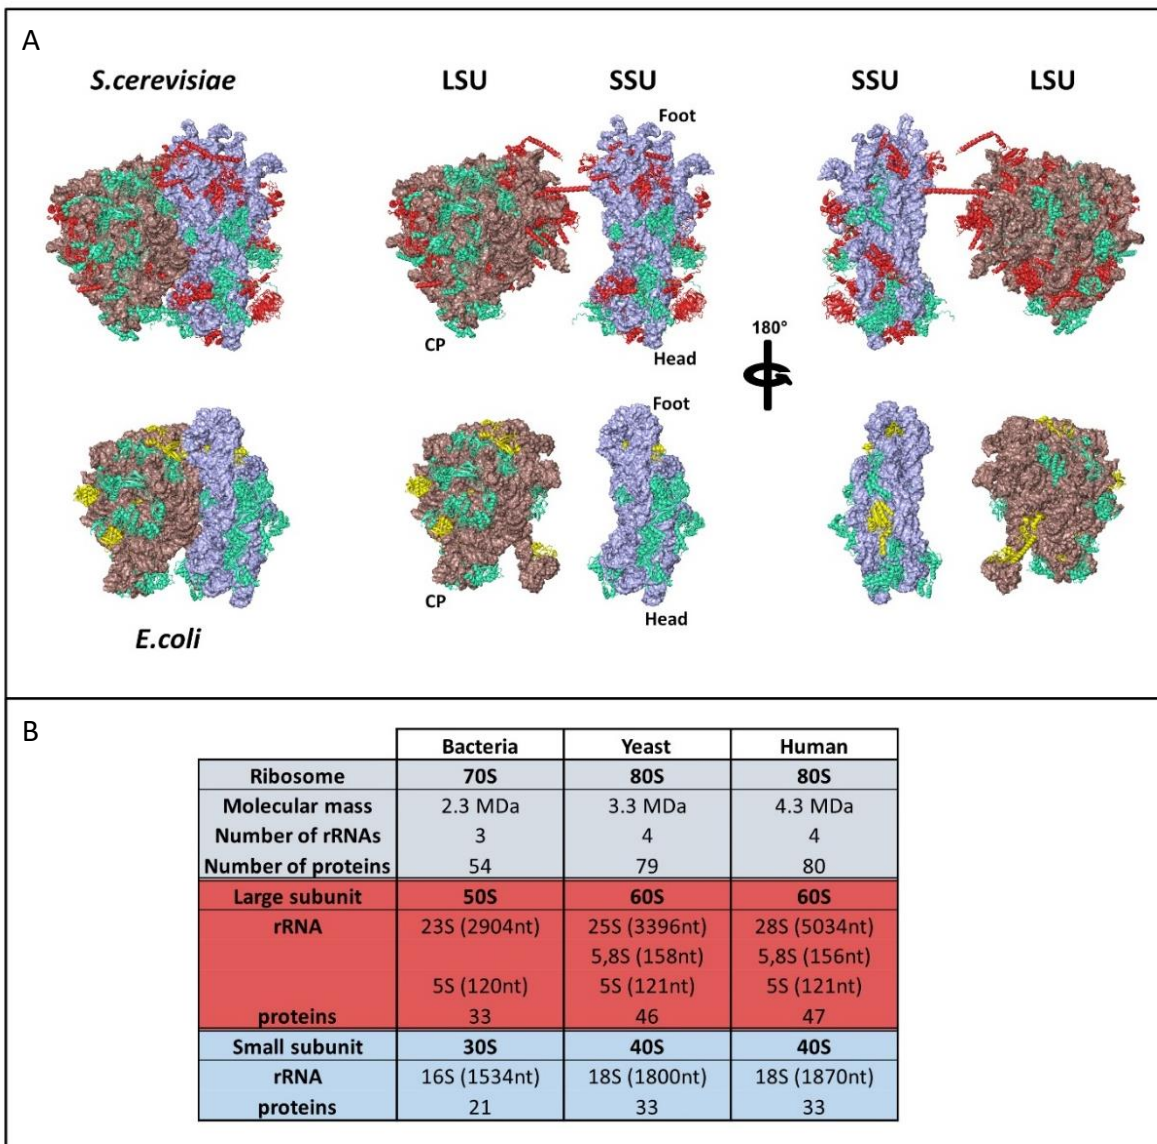 A
S.cerevisiae LSU SSU SSU LSU
Foot
CP
Head
180°
Foot
CP
Head
E.coli
B
Bacteria Yeast Human
Ribosome 70S 80S 80S
Molecular mass 2.3 MDa 3.3 MDa 4.3 MDa
Number of rRNAs 3 4 4
Number of proteins 54 79 80
Large subunit 50S 60S 60S
rRNA 23S (2904nt) 25S (3396nt) 28S (5034nt)
5,8S (158nt) 5,8S (156nt)
5S (120nt) 5S (121nt) 5S (121nt)
proteins 33 46 47
Small subunit 30S 40S 40S
rRNA 16S (1534nt) 18S (1800nt) 18S (1870nt)
proteins 21 33 33